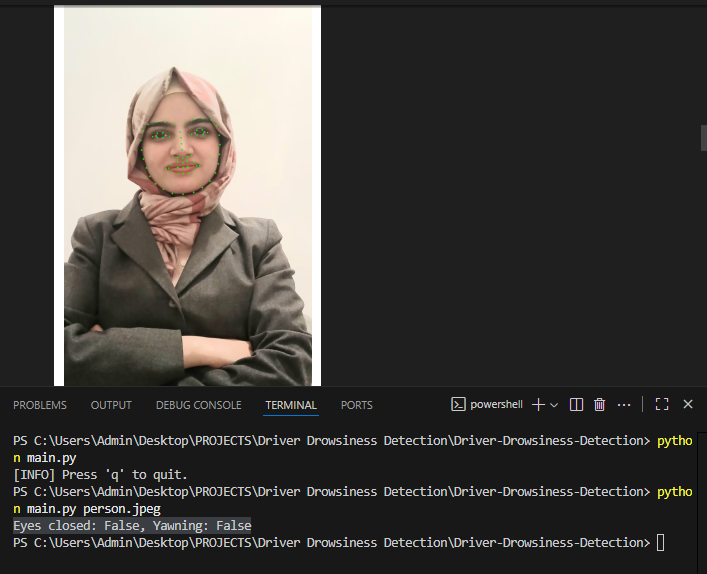 PROBLEMS OUTPUT DEBUG CONSOLE TERMINAL PORTS powershell
PS C:\Users\Admin\Desktop\PROJECTS\Driver Drowsiness Detection\Driver-Drowsiness-Detection> pytho
n main.py
[INFO] Press 'q' to quit.
PS C:\Users\Admin\Desktop\PROJECTS\Driver Drowsiness Detection\Driver-Drowsiness-Detection> pytho
n main.py person.jpeg
Eyes closed: False, Yawning: False
PS C:\Users\Admin\Desktop\PROJECTS\Driver Drowsiness Detection\Driver-Drowsiness-Detection>